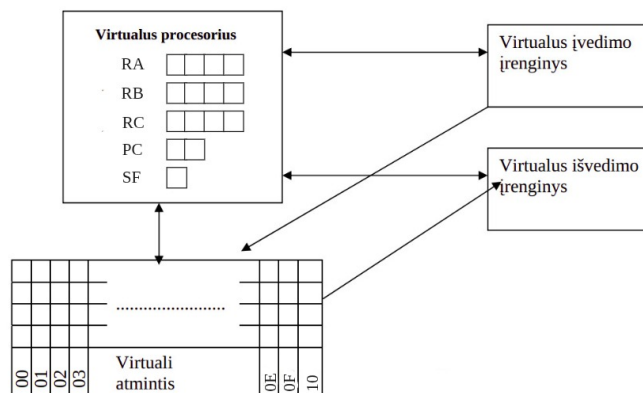 Virtualus procesorius
RA
RB
RC
PC
SF
Virtualus įvedimo
įrenginys
Virtualus išvedimo
įrenginys
........................
00
01
02
03
Virtuali
atmintis
0E
0F
10